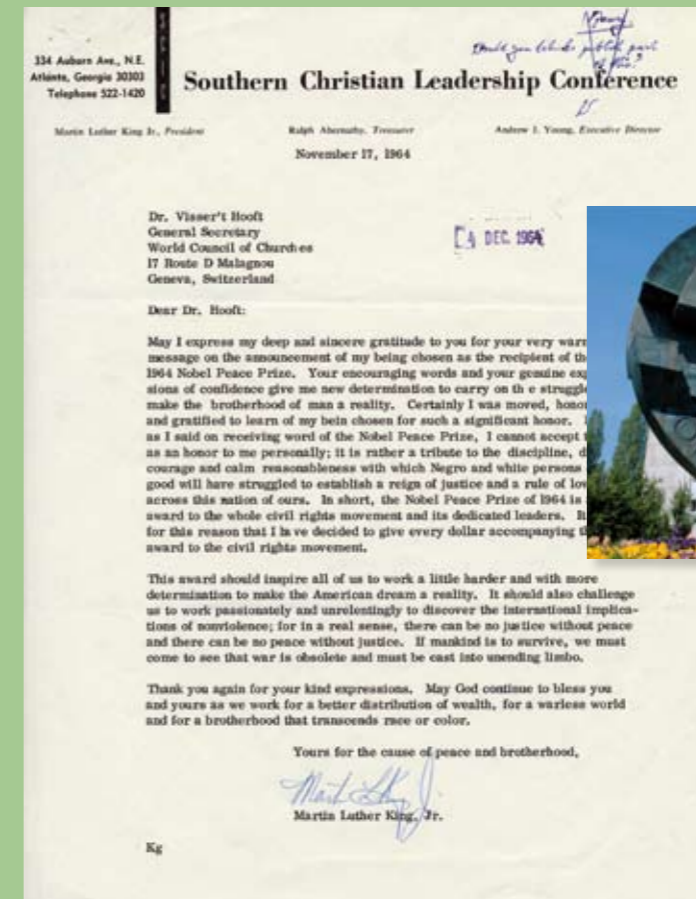 334 Auburn Ave., N.E.
Atlanta, Georgia 30303
Telephone 522-1420
Southern Christian Leadership Conference
Martin Luther King Jr., President
Ralph Abernathy, Treasurer
Andrew J. Young, Executive Director
November 17, 1964
Dr. Visser't Hooft
General Secretary
World Council of Churches
17 Route D Malagnou
Geneva, Switzerland
4 DEC. 1964
Dear Dr. Hooft:
May I express my deep and sincere gratitude to you for your very warm
message on the announcement of my being chosen as the recipient of th
1964 Nobel Peace Prize. Your encouraging words and your genuine exp
sions of confidence give me new determination to carry on th e struggle
make the brotherhood of man a reality. Certainly I was moved, honor
and gratified to learn of my bein chosen for such a significant honor.
as I said on receiving word of the Nobel Peace Prize, I cannot accept
as an honor to me personally; it is rather a tribute to the discipline, d
courage and calm reasonableness with which Negro and white persons
good will have struggled to establish a reign of justice and a rule of lov
across this nation of ours. In short, the Nobel Peace Prize of 1964 is
award to the whole civil rights movement and its dedicated leaders. It
for this reason that I have decided to give every dollar accompanying t
award to the civil rights movement.
This award should inspire all of us to work a little harder and with more
determination to make the American dream a reality. It should also challenge
us to work passionately and unrelentingly to discover the international implica-
tions of nonviolence; for in a real sense, there can be no justice without peace
and there can be no peace without justice. If mankind is to survive, we must
come to see that war is obsolete and must be cast into unending limbo.
Thank you again for your kind expressions. May God continue to bless you
and yours as we work for a better distribution of wealth, for a warless world
and for a brotherhood that transcends race or color.
Yours for the cause of peace and brotherhood,
Martin Luther King, Jr.
Kg